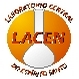 LABORATÓRIO CENTRAL
LACEN
DO ESPÍRITO SANTO